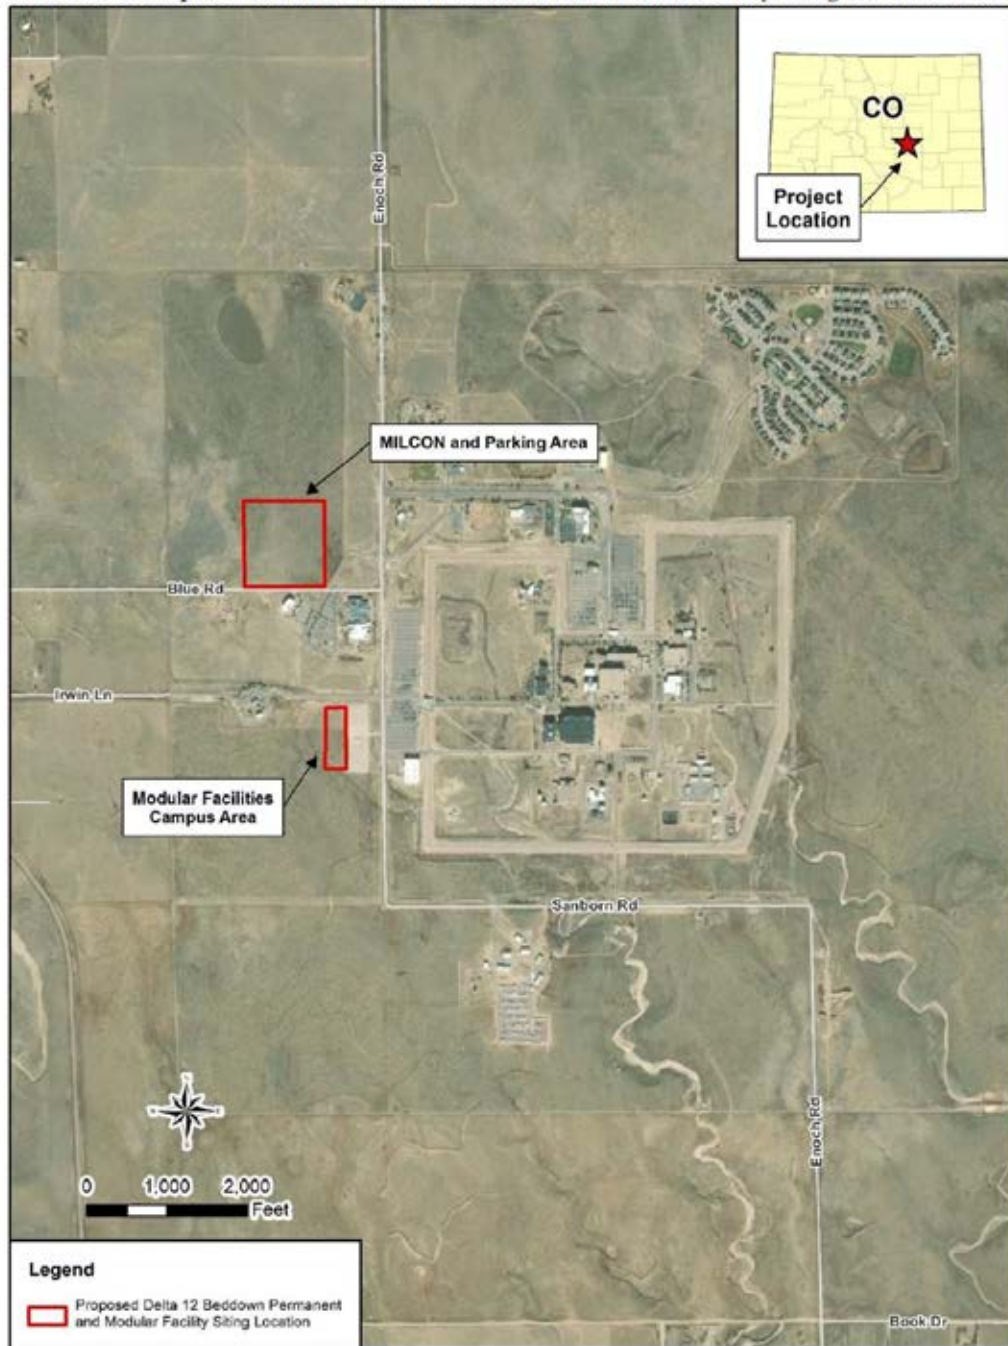 CO
Project
Location
Enoch Rd
MILCON and Parking Area
Blue Rd
Irwin Ln
Modular Facilities
Campus Area
Sanborn Rd
Enoch Rd
0 1,000 2,000
Feet
Legend
Proposed Delta 12 Beddown Permanent
and Modular Facility Siting Location
Book Dr